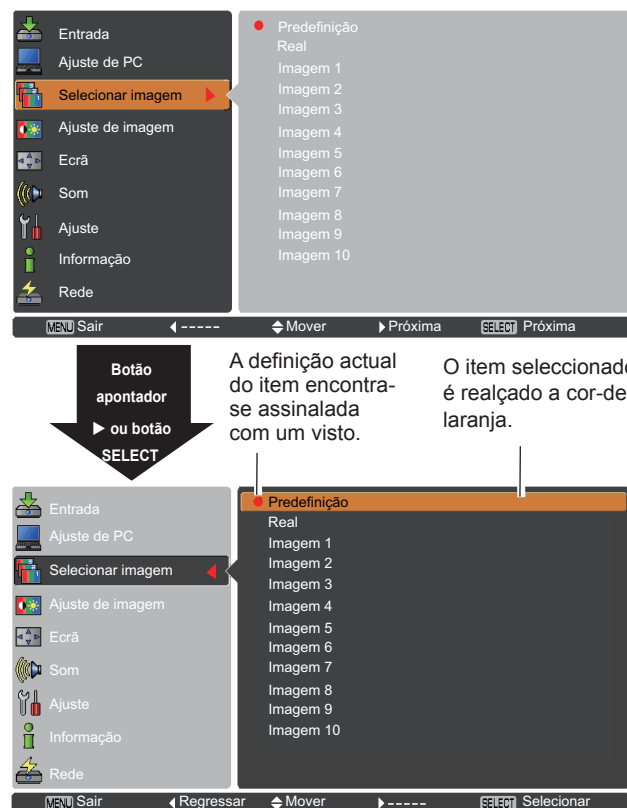 Entrada
Ajuste de PC
Selecionar imagem
Ajuste de imagem
Ecrã
Som
Ajuste
Informação
Rede
Predefinição
Real
Imagem 1
Imagem 2
Imagem 3
Imagem 4
Imagem 5
Imagem 6
Imagem 7
Imagem 8
Imagem 9
Imagem 10
MENU Sair ----- Mover Próxima SELECT Próxima
Botão
apontador
▶ ou botão
SELECT
A definição actual
do item encontra-
se assinalada
com um visto.
O item seleccionado
é realçado a cor-de
laranja.
Entrada
Ajuste de PC
Selecionar imagem
Ajuste de imagem
Ecrã
Som
Ajuste
Informação
Rede
Predefinição
Real
Imagem 1
Imagem 2
Imagem 3
Imagem 4
Imagem 5
Imagem 6
Imagem 7
Imagem 8
Imagem 9
Imagem 10
MENU Sair Regressar Mover ----- SELECT Selecionar